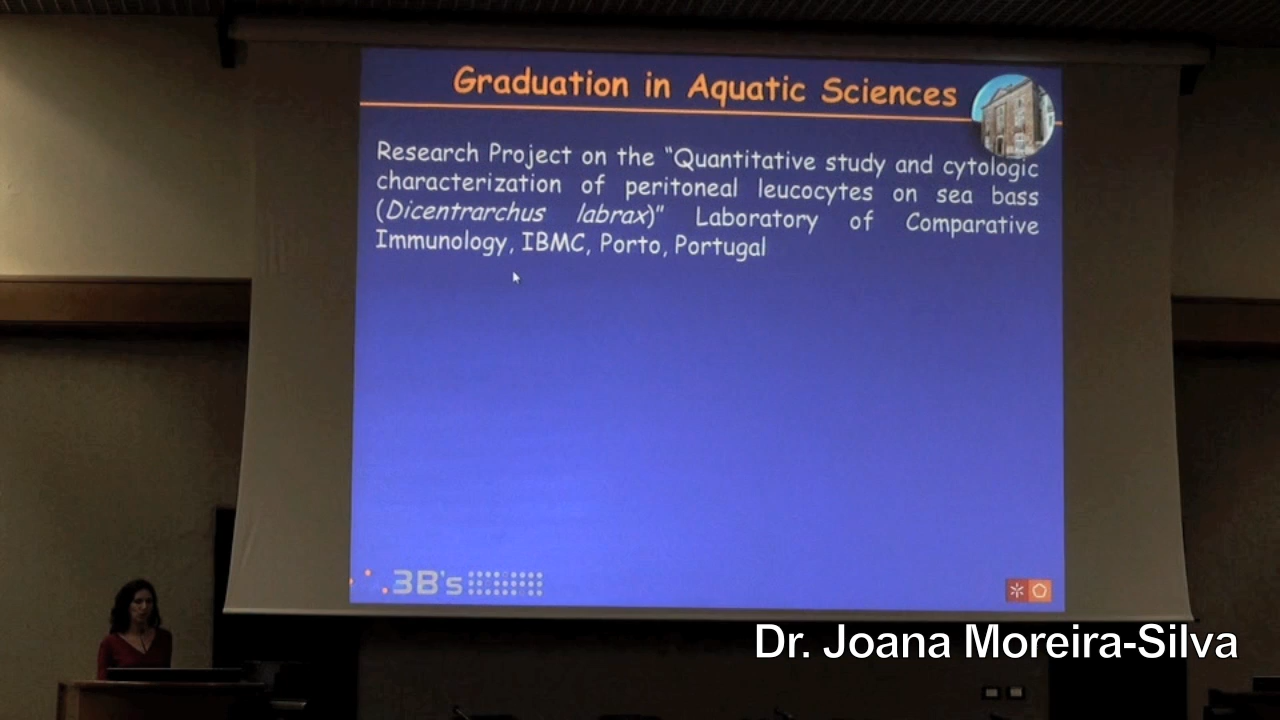 Graduation in Aquatic Sciences
Research Project on the “Quantitative study and cytologic
characterization of peritoneal leucocytes on sea bass
(Dicentrarchus labrax)” Laboratory of Comparative
Immunology, IBMC, Porto, Portugal
3B's
Dr. Joana Moreira-Silva